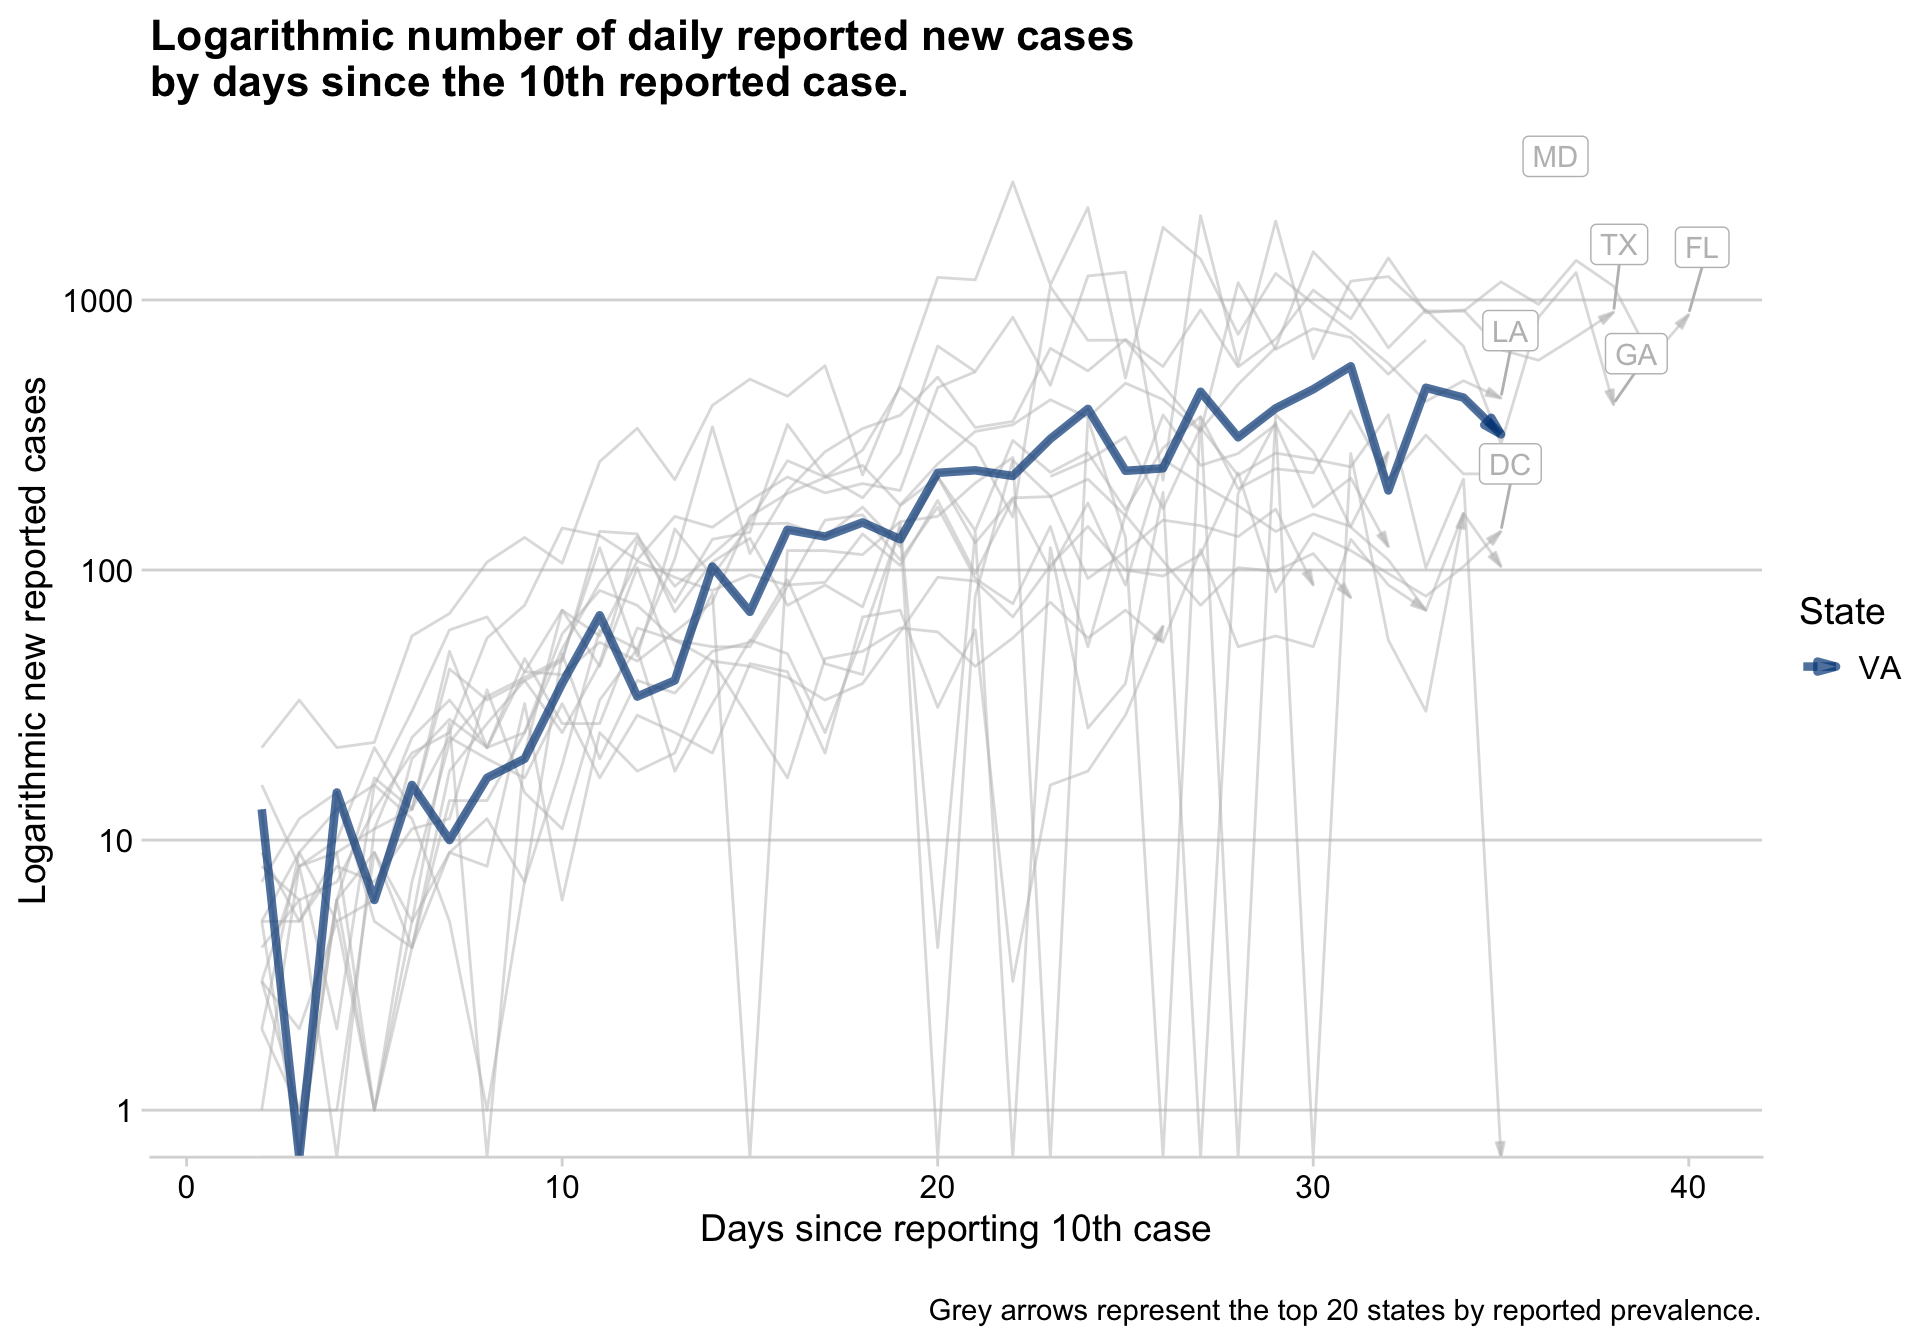 Logarithmic number of daily reported new cases
by days since the 10th reported case.
MD
TX
FL
1000
LA
GA
Logarithmic new reported cases
DC
100
State
VA
10
1
0
10
20
30
40
Days since reporting 10th case
Grey arrows represent the top 20 states by reported prevalence.